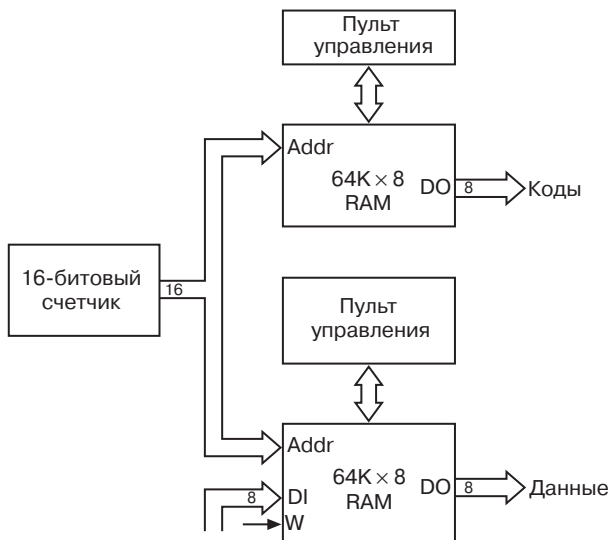 Пульт
управления
Addr
64K × 8
RAM
DO
8
Коды
16-битовый
счетчик
16
Пульт
управления
Addr
64K × 8
RAM
DO
8
Данные
8
DI
W